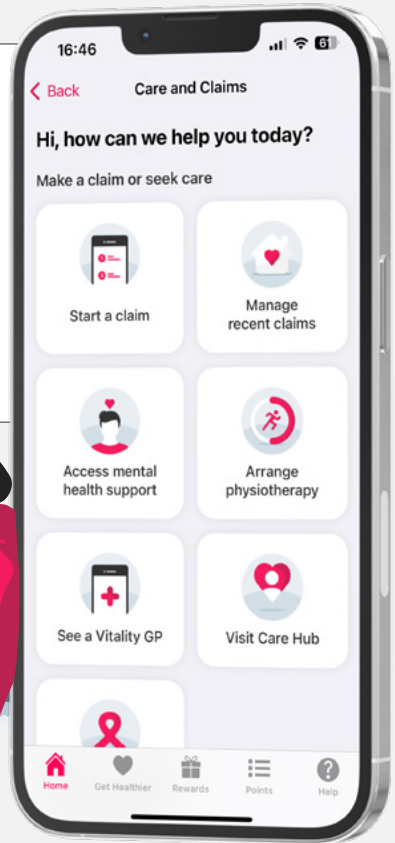 16:46
61
Back
Care and Claims
Hi, how can we help you today?
Make a claim or seek care
Start a claim
Manage
recent claims
Access mental
health support
Arrange
physiotherapy
See a Vitality GP
Visit Care Hub
Home
Get Healthier
Rewards
Points
Help